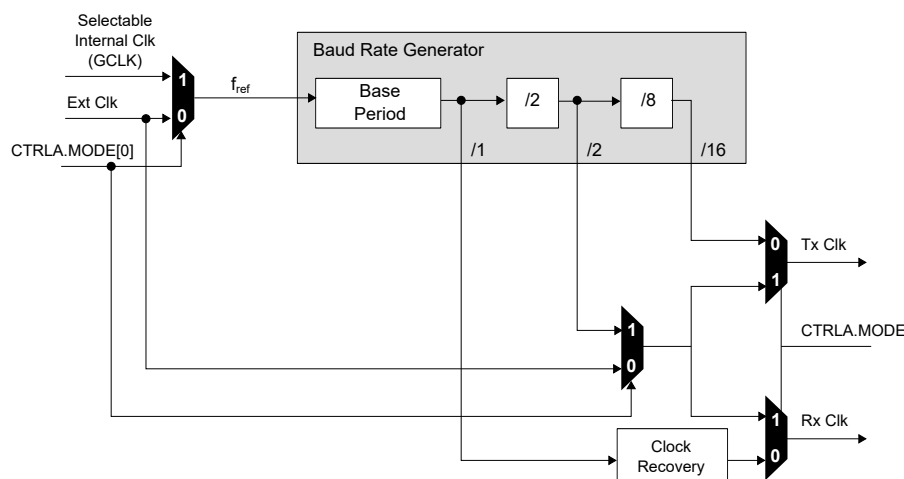 Selectable
Internal Clk
(GCLK)
Baud Rate Generator
1
fref
Base
Period
/2
/8
Ext Clk
0
CTRLA.MODE[0]
/1
/2
/16
0
Tx Clk
1
1
CTRLA.MODE
0
1
Rx Clk
Clock
Recovery
0